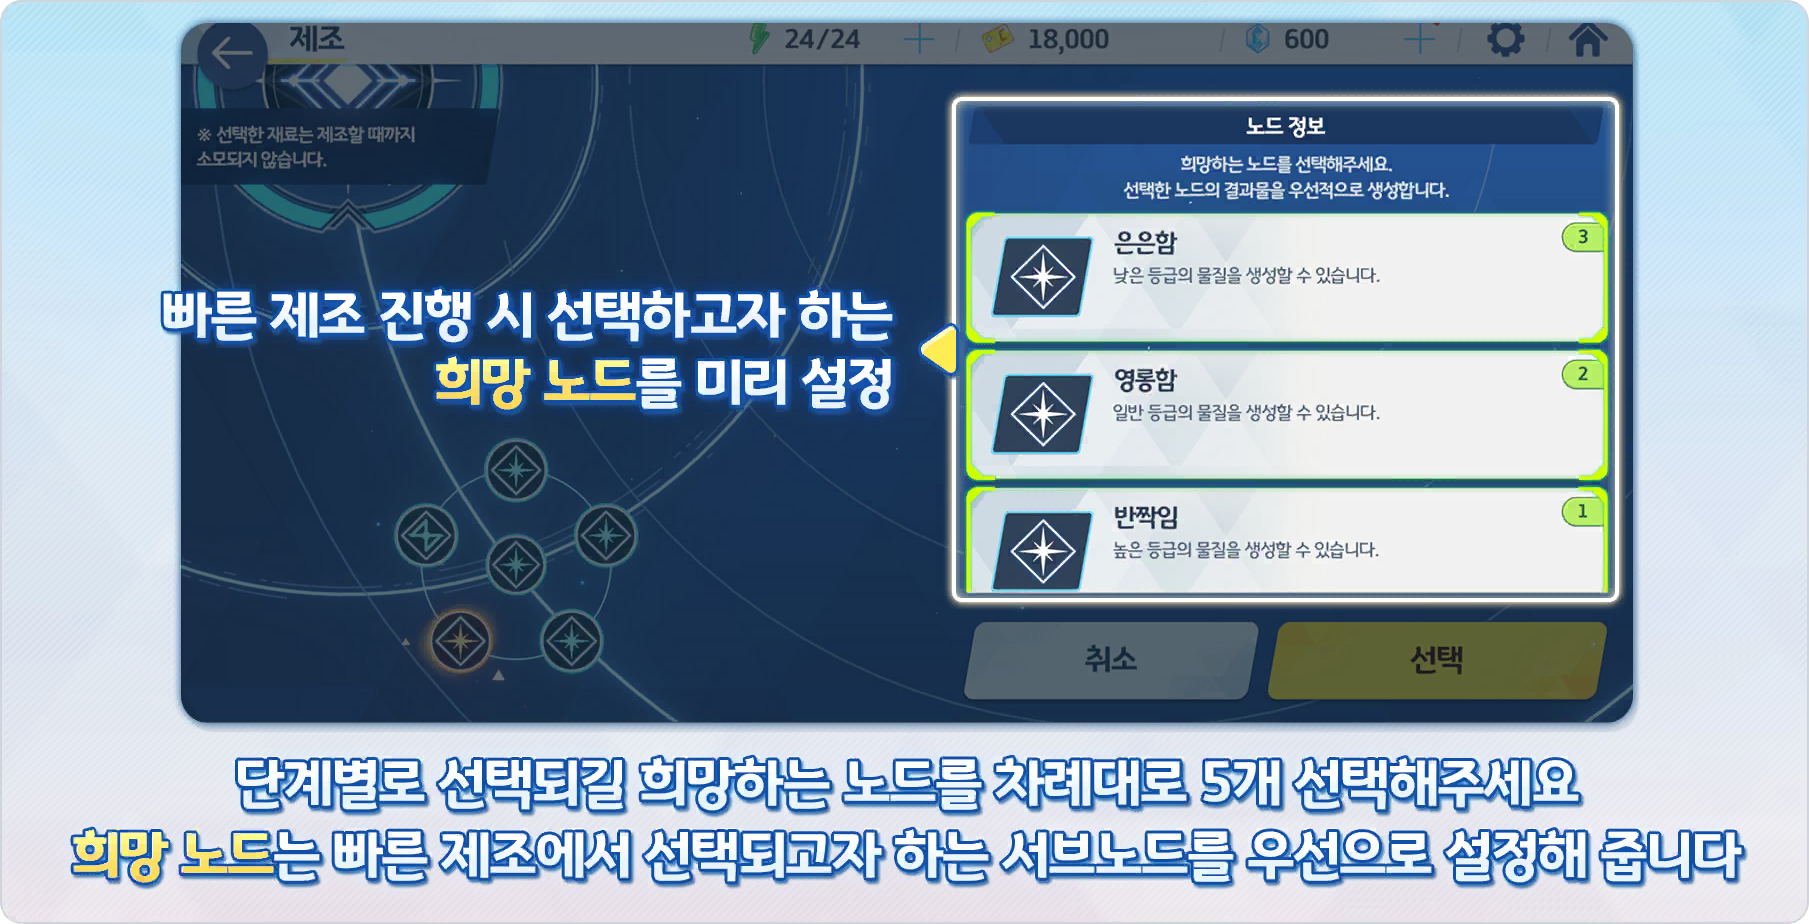 제조
24/24
18,000
600
※ 선택한 재료는 제조할 때까지
소모되지 않습니다.
노드 정보
희망하는 노드를 선택해주세요.
선택한 노드의 결과물을 우선적으로 생성합니다.
은은함
3
낮은 등급의 물질을 생성할 수 있습니다.
영롱함
2
일반 등급의 물질을 생성할 수 있습니다.
반짝임
1
높은 등급의 물질을 생성할 수 있습니다.
빠른 제조 진행 시 선택하고자 하는
희망 노드를 미리 설정
취소
선택
단계별로 선택되길 희망하는 노드를 차례대로 5개 선택해주세요
희망 노드는 빠른 제조에서 선택되고자 하는 서브노드를 우선으로 설정해 줍니다